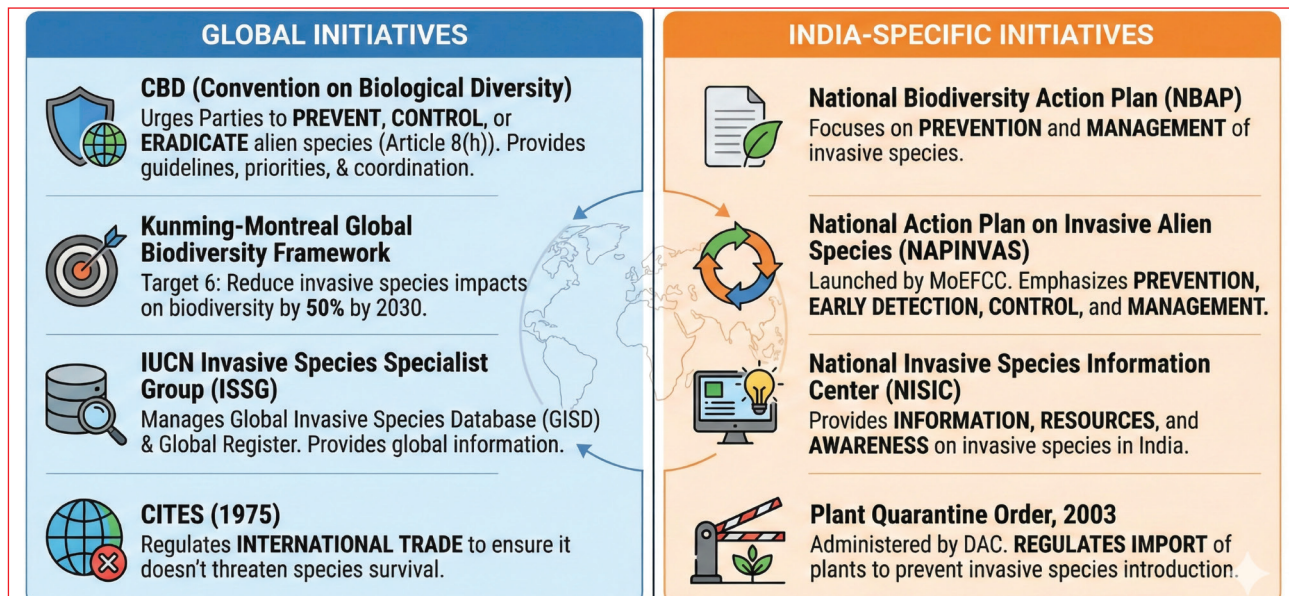 GLOBAL INITIATIVES
CBD (Convention on Biological Diversity)
Urges Parties to PREVENT, CONTROL, or
ERADICATE alien species (Article 8(h)). Provides
guidelines, priorities, & coordination.
Kunming-Montreal Global
Biodiversity Framework
Target 6: Reduce invasive species impacts
on biodiversity by 50% by 2030.
IUCN Invasive Species Specialist
Group (ISSG)
Manages Global Invasive Species Database (GISD)
& Global Register. Provides global information.
CITES (1975)
Regulates INTERNATIONAL TRADE to ensure it
doesn't threaten species survival.
INDIA-SPECIFIC INITIATIVES
National Biodiversity Action Plan (NBAP)
Focuses on PREVENTION and MANAGEMENT of
invasive species.
National Action Plan on Invasive Alien
Species (NAPINVAS)
Launched by MoEFCC. Emphasizes PREVENTION,
EARLY DETECTION, CONTROL, and MANAGEMENT.
National Invasive Species Information
Center (NISIC)
Provides INFORMATION, RESOURCES, and
AWARENESS on invasive species in India.
Plant Quarantine Order, 2003
Administered by DAC. REGULATES IMPORT of
plants to prevent invasive species introduction.